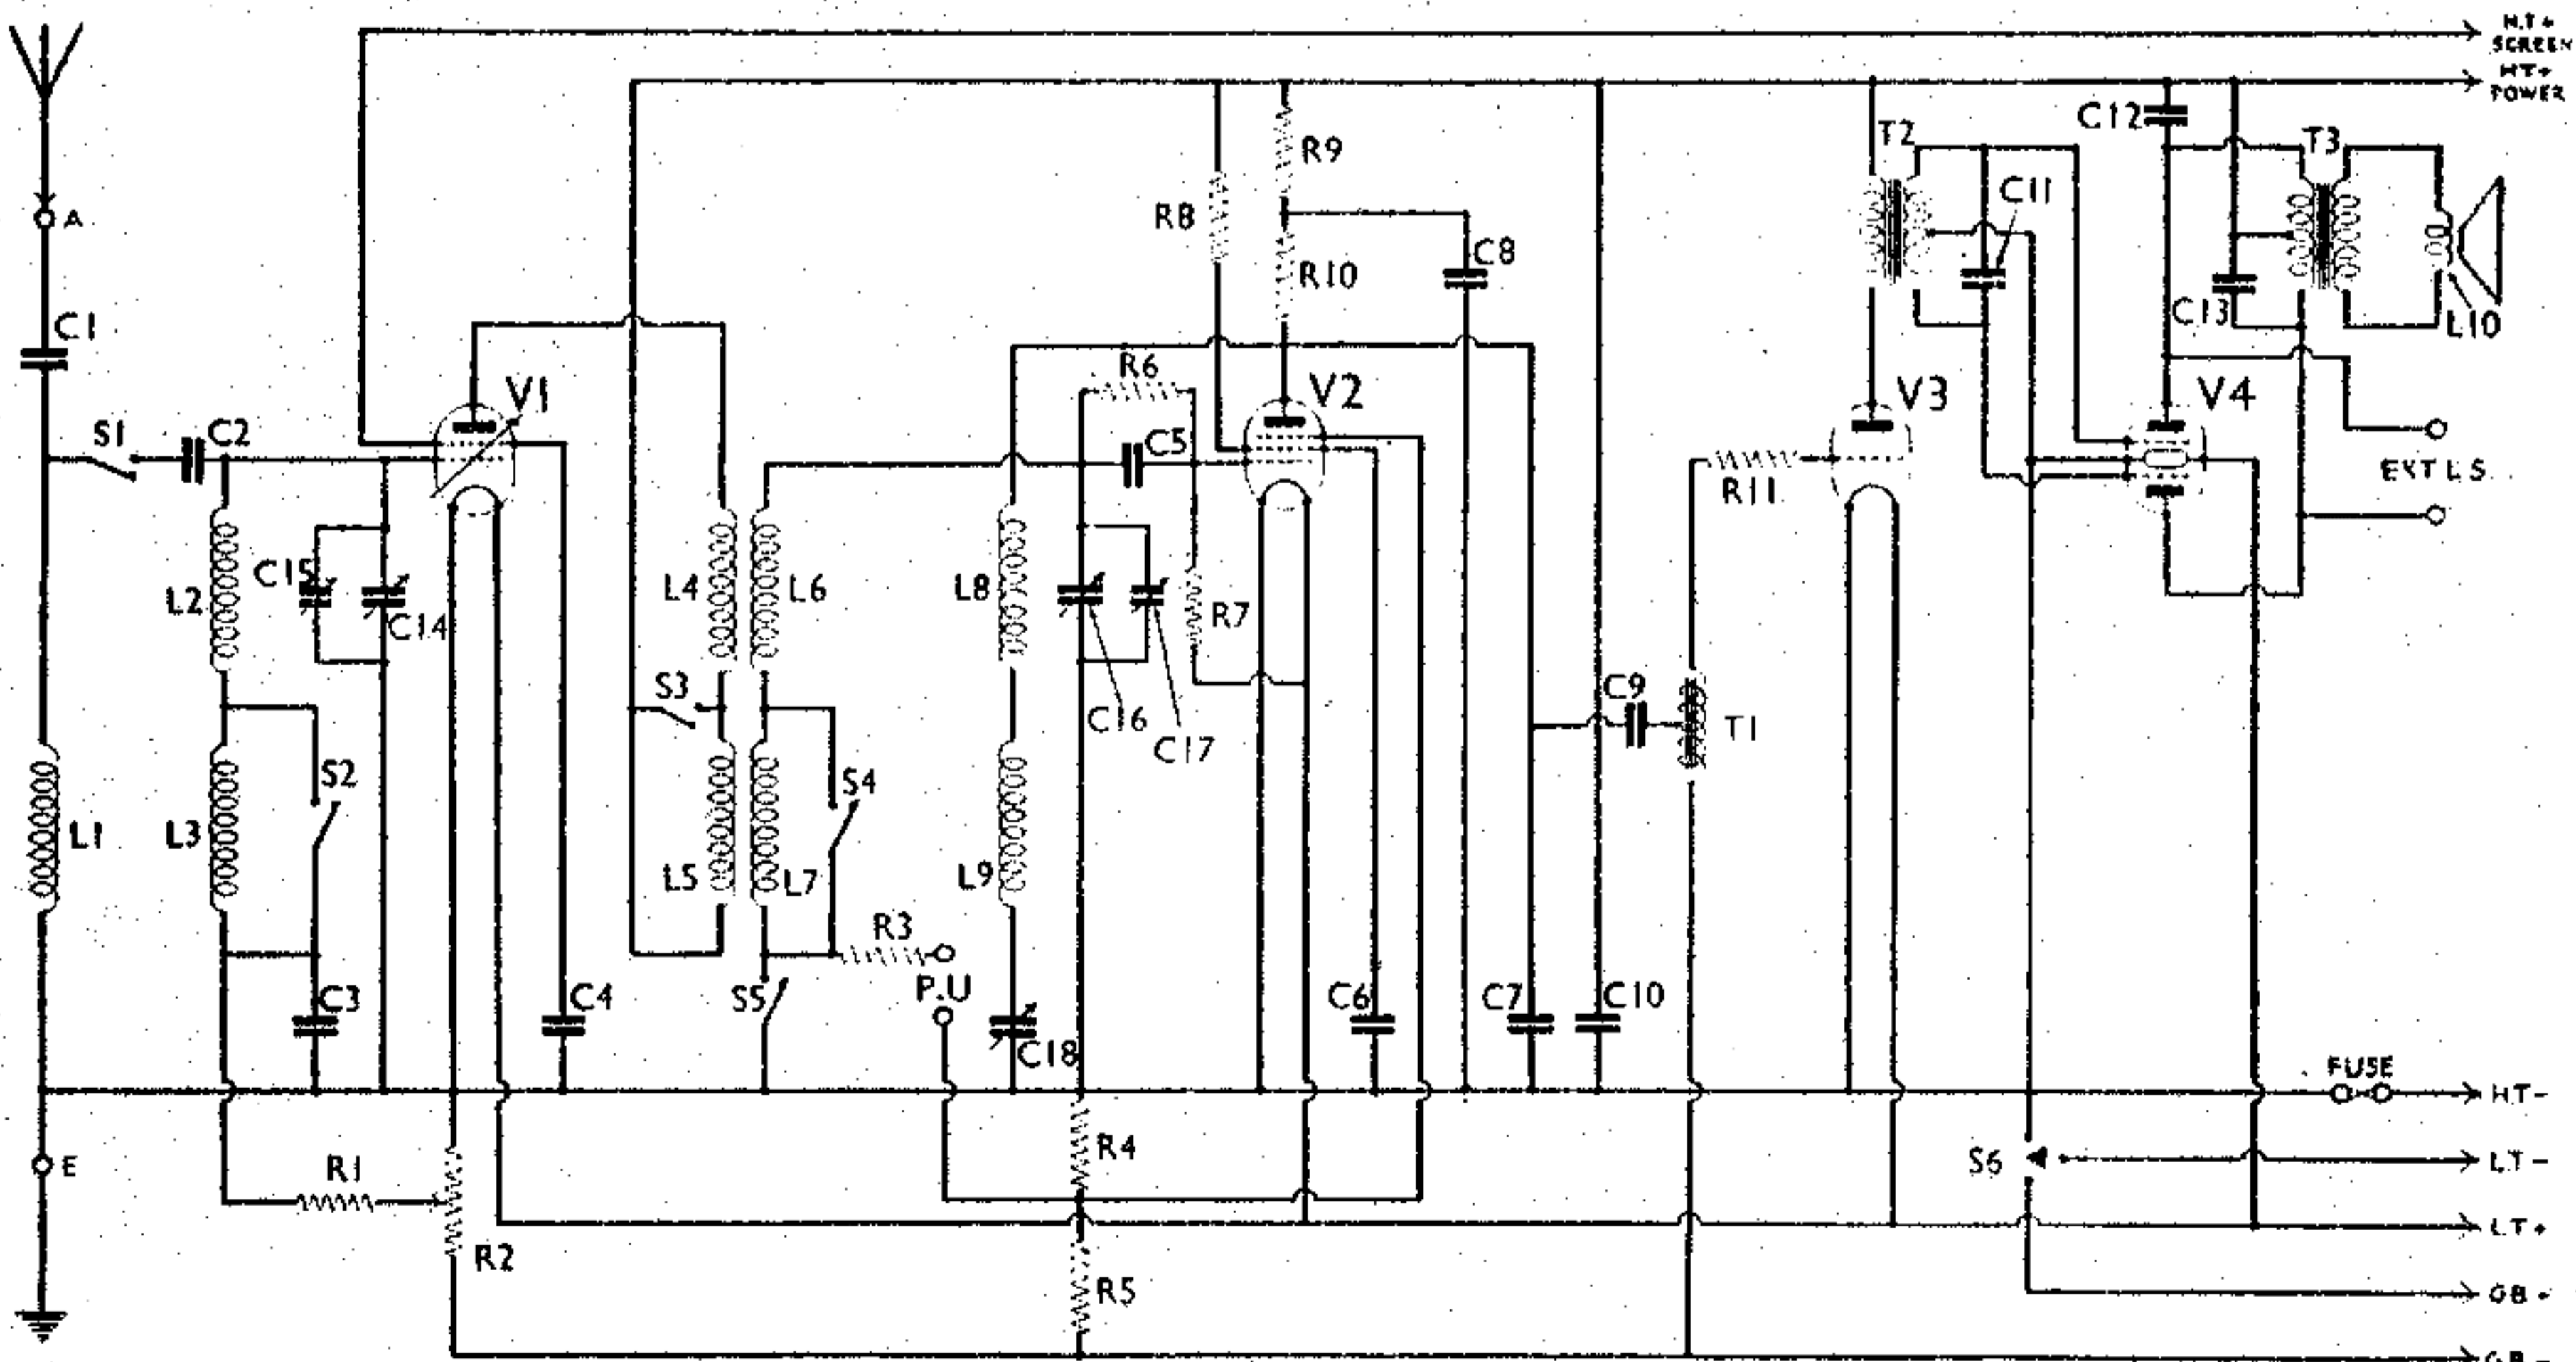 H.T+
SCREEN
HT+
POWER
C12
T2
T3
R9
A
C11
R8
C8
R10
C13
L10
C1
R6
V1
V2
V3
V4
S1
C2
C5
EXT L S.
R11
C15
L2
L4
L6
L8
R7
C14
S3
C9
C16
T1
C17
S2
S4
L1
L3
L5
L7
L9
R3
P.U
C3
C4
S5
C6
C7
C10
C18
FUSE
H.T-
R4
E
R1
S6
L.T-
L.T+
R2
R5
G.B+
G.B-